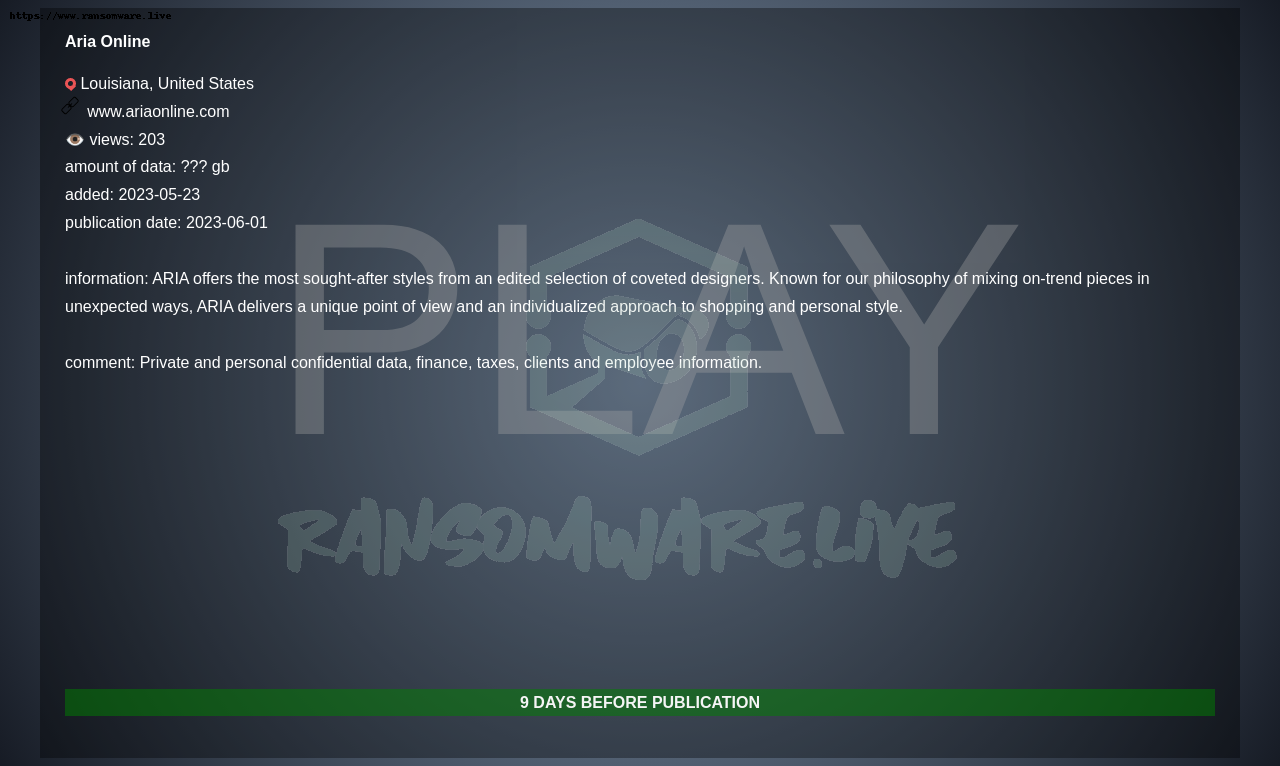 https://www.ransomware.live
Aria Online
Louisiana, United States
www.ariaonline.com
views: 203
amount of data: ??? gb
added: 2023-05-23
publication date: 2023-06-01
information: ARIA offers the most sought-after styles from an edited selection of coveted designers. Known for our philosophy of mixing on-trend pieces in
unexpected ways, ARIA delivers a unique point of view and an individualized approach to shopping and personal style.
comment: Private and personal confidential data, finance, taxes, clients and employee information.
PLAY
RANSOMWARE.LIVE
9 DAYS BEFORE PUBLICATION